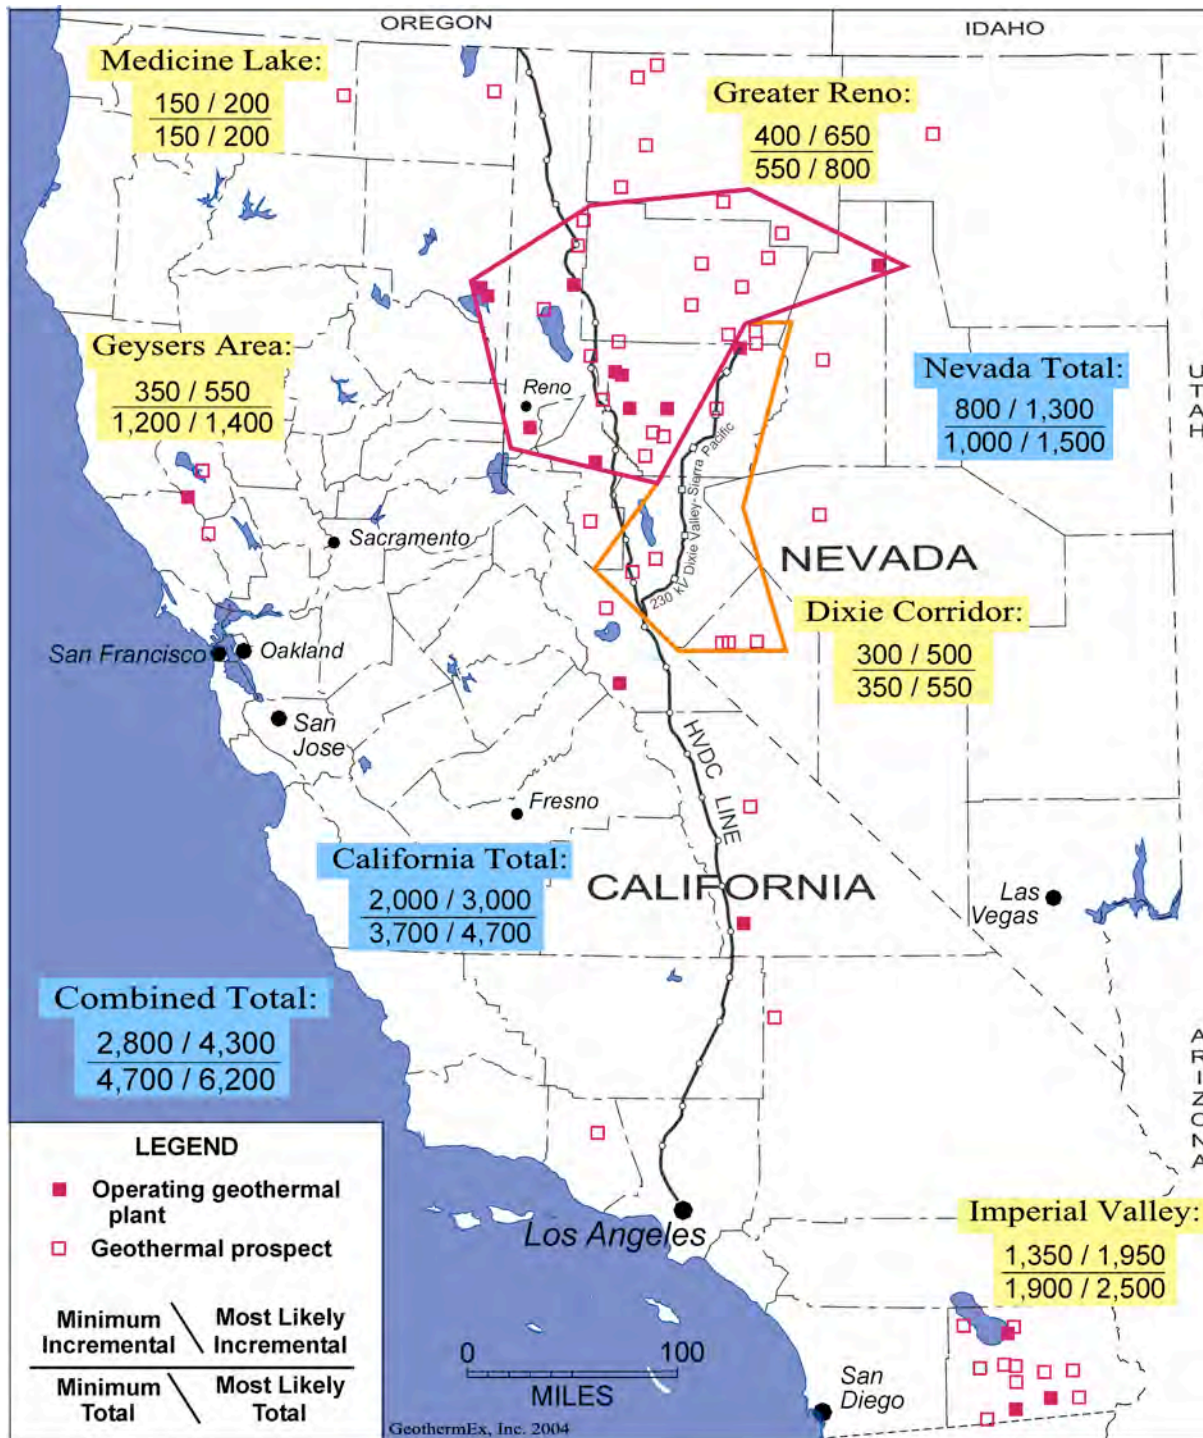 OREGON
IDAHO
Medicine Lake:
150 / 200
150 / 200
Greater Reno:
400 / 650
550 / 800
Geysers Area:
350 / 550
1,200 / 1,400
Reno
Nevada Total:
800 / 1,300
1,000 / 1,500
UTAH
230 kV Dixie Valley-Sierra Pacific
Sacramento
NEVADA
Dixie Corridor:
300 / 500
350 / 550
San Francisco
Oakland
San
Jose
HVDC LINE
Fresno
California Total:
2,000 / 3,000
3,700 / 4,700
CALIFORNIA
Las
Vegas
Combined Total:
2,800 / 4,300
4,700 / 6,200
ARIZONA
LEGEND
Operating geothermal
plant
Geothermal prospect
Minimum
Incremental \ Most Likely
Incremental
Minimum
Total \ Most Likely
Total
Los Angeles
Imperial Valley:
1,350 / 1,950
1,900 / 2,500
0 100
MILES
San
Diego
GeothermEx, Inc. 2004